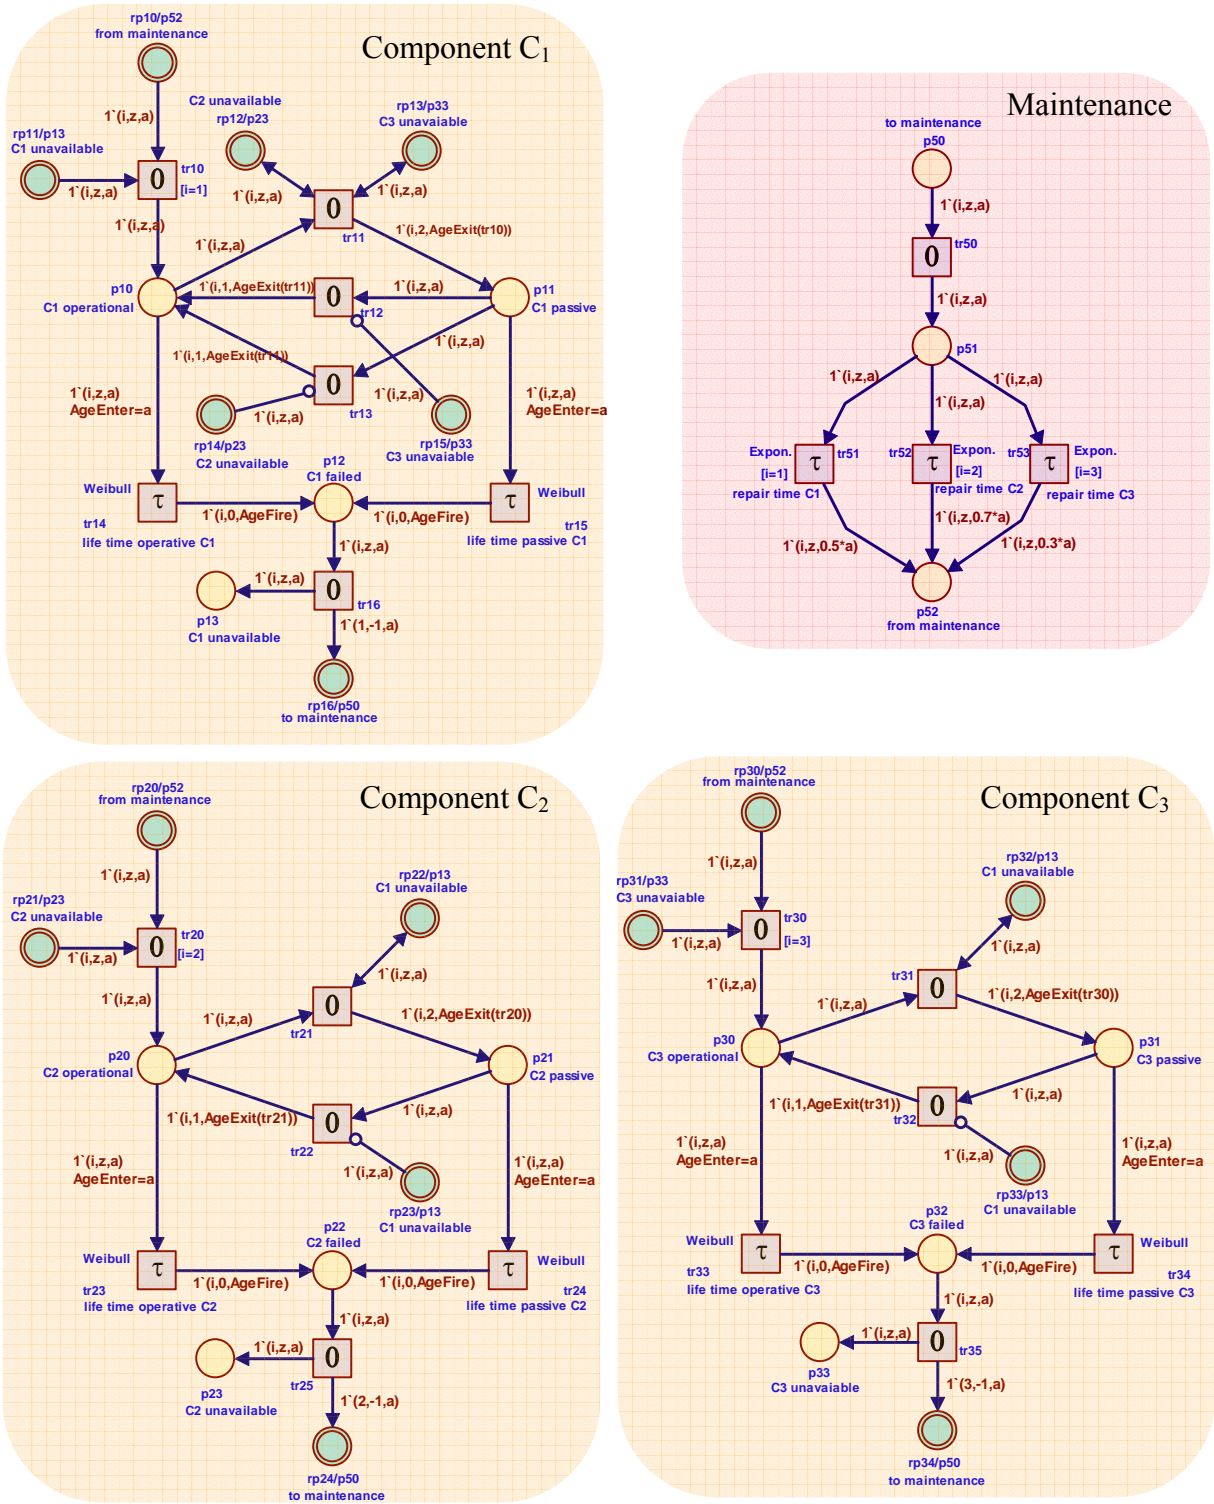 rp10/p52
from maintenance
Component C1
C2 unavailable
rp12/p23
rp13/p33
C3 unavaiable
1`(i,z,a)
rp11/p13
C1 unavailable
tr10
[i=1]
0
1`(i,z,a)
1`(i,z,a)
1`(i,z,a)
0
tr11
1`(i,z,a)
1`(i,z,a)
1`(i,2,AgeExit(tr10))
p10
C1 operational
1`(i,1,AgeExit(tr11))
0
tr12
1`(i,z,a)
p11
C1 passive
1`(i,1,AgeExit(tr11))
0
tr13
1`(i,z,a)
1`(i,z,a)
AgeEnter=a
1`(i,z,a)
1`(i,z,a)
1`(i,z,a)
AgeEnter=a
rp14/p23
C2 unavailable
rp15/p33
C3 unavaiable
p12
C1 failed
Weibull
τ
tr14
life time operative C1
1`(i,0,AgeFire)
1`(i,0,AgeFire)
τ
Weibull
tr15
life time passive C1
1`(i,z,a)
1`(i,z,a)
0
tr16
p13
C1 unavailable
1`(1,-1,a)
rp16/p50
to maintenance
Maintenance
to maintenance
p50
1`(i,z,a)
0
tr50
1`(i,z,a)
p51
1`(i,z,a)
1`(i,z,a)
1`(i,z,a)
Expon.
[i=1]
τ
tr51
repair time C1
tr52
τ
Expon.
[i=2]
repair time C2
tr53
τ
Expon.
[i=3]
repair time C3
1`(i,z,0.5*a)
1`(i,z,0.7*a)
1`(i,z,0.3*a)
p52
from maintenance
rp20/p52
from maintenance
Component C2
1`(i,z,a)
rp21/p23
C2 unavailable
rp22/p13
C1 unavailable
1`(i,z,a)
0
tr20
[i=2]
1`(i,z,a)
1`(i,z,a)
1`(i,z,a)
0
tr21
1`(i,2,AgeExit(tr20))
p20
C2 operational
p21
C2 passive
1`(i,1,AgeExit(tr21))
0
tr22
1`(i,z,a)
1`(i,z,a)
AgeEnter=a
1`(i,z,a)
1`(i,z,a)
AgeEnter=a
rp23/p13
C1 unavailable
p22
C2 failed
Weibull
τ
tr23
life time operative C2
1`(i,0,AgeFire)
1`(i,0,AgeFire)
τ
Weibull
tr24
life time passive C2
1`(i,z,a)
1`(i,z,a)
0
tr25
p23
C2 unavailable
1`(2,-1,a)
rp24/p50
to maintenance
rp30/p52
from maintenance
Component C3
1`(i,z,a)
rp31/p33
C3 unavaiable
rp32/p13
C1 unavailable
1`(i,z,a)
0
tr30
[i=3]
1`(i,z,a)
1`(i,z,a)
1`(i,z,a)
tr31
0
1`(i,2,AgeExit(tr30))
p30
C3 operational
p31
C3 passive
1`(i,1,AgeExit(tr31))
0
tr32
1`(i,z,a)
1`(i,z,a)
AgeEnter=a
1`(i,z,a)
1`(i,z,a)
AgeEnter=a
rp33/p13
C1 unavailable
p32
C3 failed
Weibull
τ
tr33
life time operative C3
1`(i,0,AgeFire)
1`(i,0,AgeFire)
τ
Weibull
tr34
life time passive C3
1`(i,z,a)
1`(i,z,a)
0
tr35
p33
C3 unavaiable
1`(3,-1,a)
rp34/p50
to maintenance